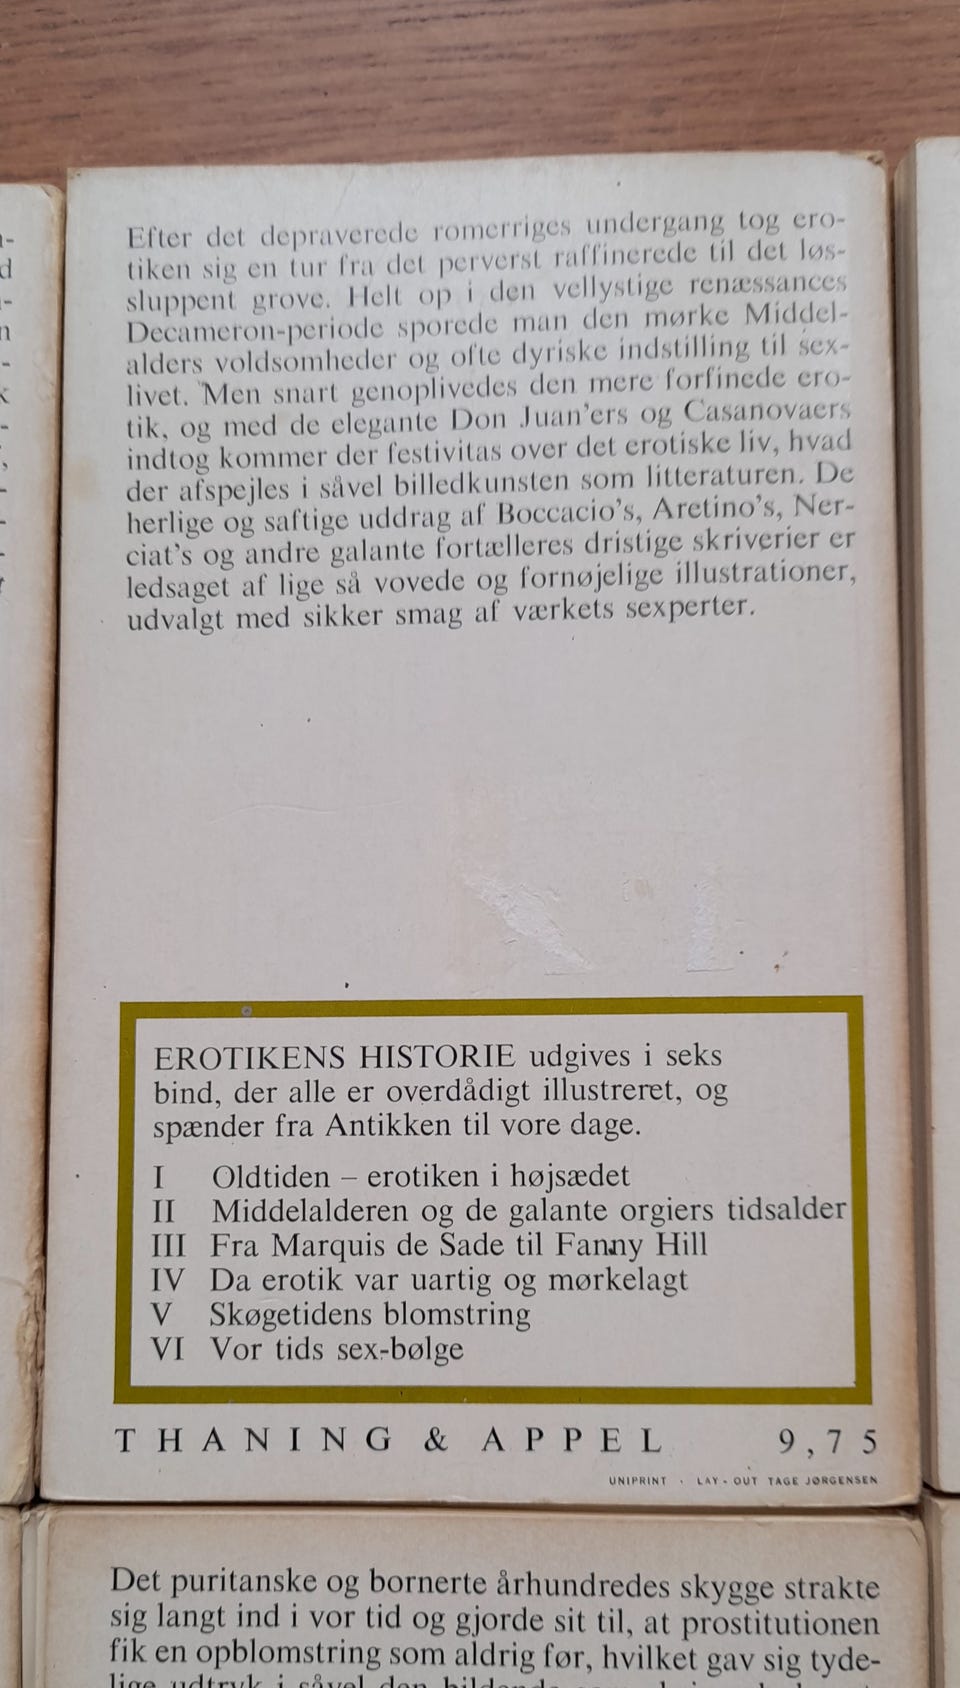 Efter det depraverede romerriges undergang tog ero-
tiken sig en tur fra det perverst raffinerede til det løs-
sluppent grove. Helt op i den vellystige renæssances
Decameron-periode sporede man den mørke Middel-
alders voldsomheder og ofte dyriske indstilling til sex-
livet. Men snart genoplivedes den mere forfinede ero-
tik, og med de elegante Don Juan'ers og Casanovaers
indtog kommer der festivitas over det erotiske liv, hvad
der afspejles i såvel billedkunsten som litteraturen. De
herlige og saftige uddrag af Boccacio's, Aretino's, Ner-
ciat's og andre galante fortælleres dristige skriverier er
ledsaget af lige så vovede og fornøjelige illustrationer,
udvalgt med sikker smag af værkets sexperter.
EROTIKENS HISTORIE udgives i seks
bind, der alle er overdådigt illustreret, og
spænder fra Antikken til vore dage.
I Oldtiden – erotiken i højsædet
II Middelalderen og de galante orgiers tidsalder
III Fra Marquis de Sade til Fanny Hill
IV Da erotik var uartig og mørkelagt
V Skøgetidens blomstring
VI Vor tids sex-bølge
THANING & APPEL 9,75
UNIPRINT · LAY-OUT TAGE JØRGENSEN
Det puritanske og bornerte århundredes skygge strakte
sig langt ind i vor tid og gjorde sit til, at prostitutionen
fik en opblomstring som aldrig før, hvilket gav sig tyde-
lige udtryk i såvel den